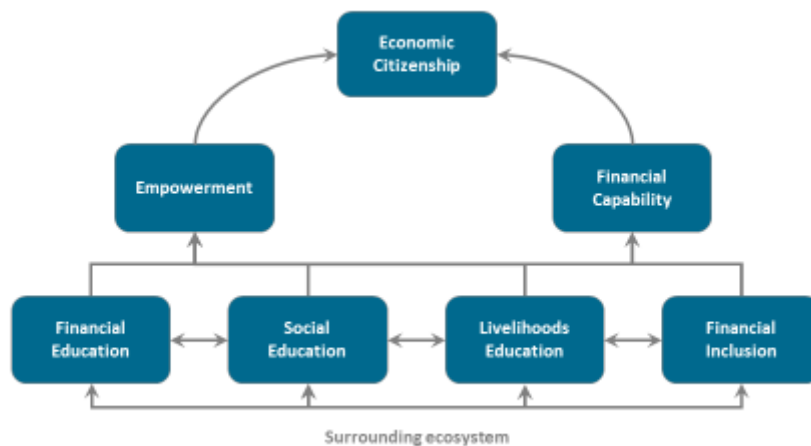 Economic
Citizenship
Empowerment
Financial
Capability
Financial
Education
Social
Education
Livelihoods
Education
Financial
Inclusion
Surrounding ecosystem